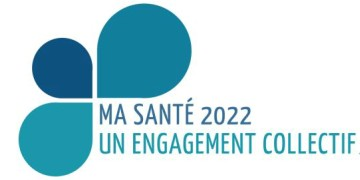 MA SANTÉ 2022
UN ENGAGEMENT COLLECTIF